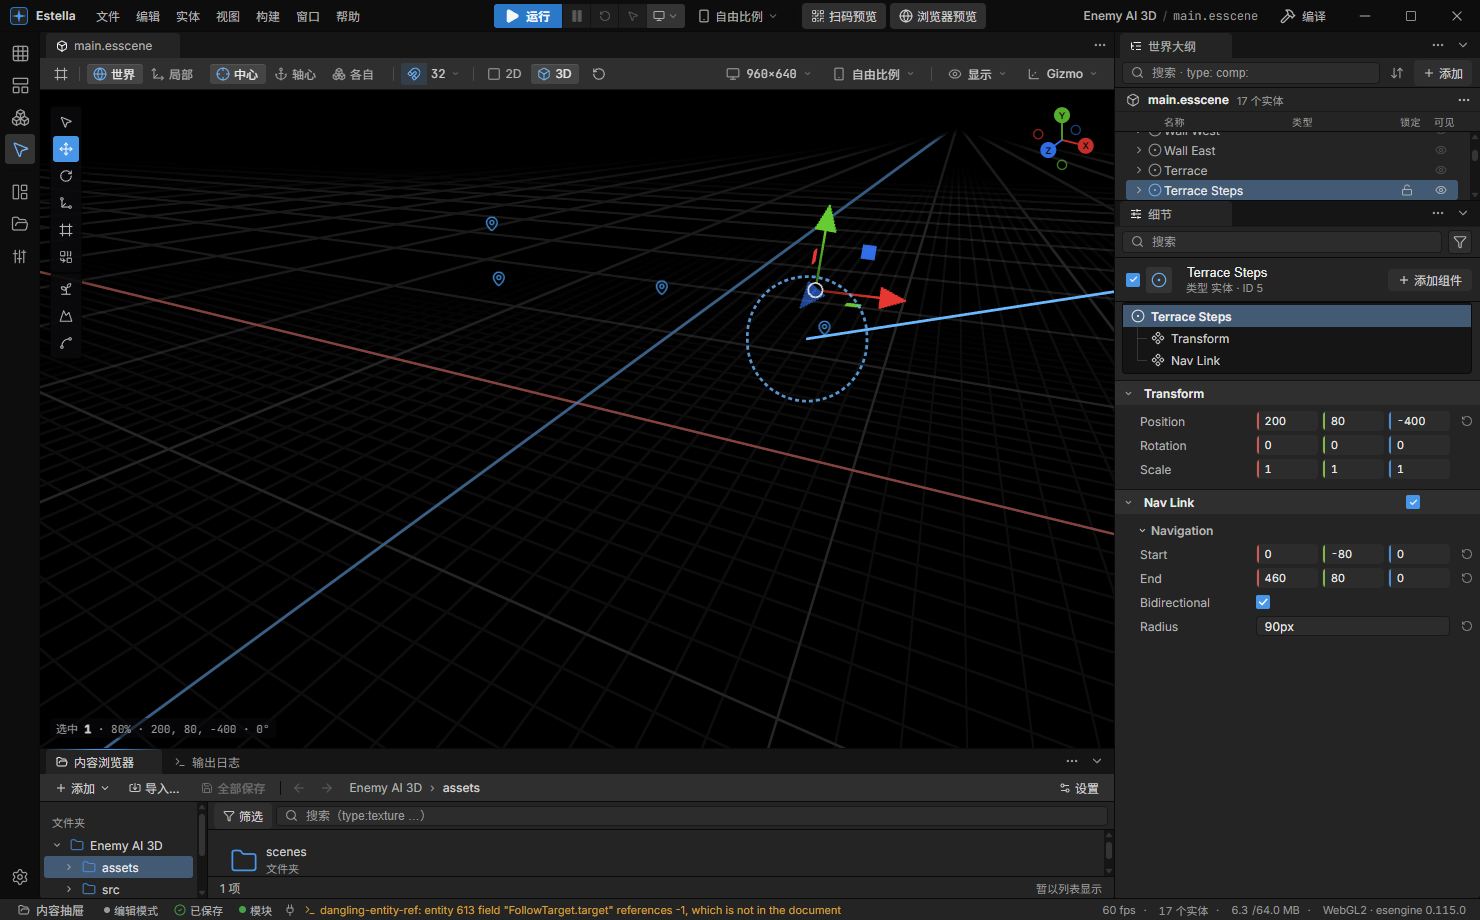 Estella 文件 编辑 实体 视图 构建 窗口 帮助 运行 自由比例 扫码预览 浏览器预览 Enemy AI 3D / main.esscene 编译
main.esscene
世界 局部 中心 轴心 各自 32 2D 3D 960×640 自由比例 显示 Gizmo
Y
X
Z
选中 1 · 80% · 200, 80, -400 · 0°
世界大纲
搜索 · type: comp:
添加
main.esscene 17 个实体
名称 类型 锁定 可见
Wall West
Wall East
Terrace
Terrace Steps
细节
搜索
Terrace Steps
类型 实体 · ID 5
添加组件
Terrace Steps
Transform
Nav Link
Transform
Position 200 80 -400
Rotation 0 0 0
Scale 1 1 1
Nav Link
Navigation
Start 0 -80 0
End 460 80 0
Bidirectional
Radius 90px
内容浏览器 输出日志
添加 导入... 全部保存 Enemy AI 3D › assets 设置
文件夹
Enemy AI 3D
assets
src
筛选 搜索（type:texture ...）
scenes
文件夹
1 项 暂以列表显示
内容抽屉 编辑模式 已保存 模块 dangling-entity-ref: entity 613 field "FollowTarget.target" references -1, which is not in the document 60 fps · 17 个实体 · 6.3 /64.0 MB · WebGL2 · esengine 0.115.0